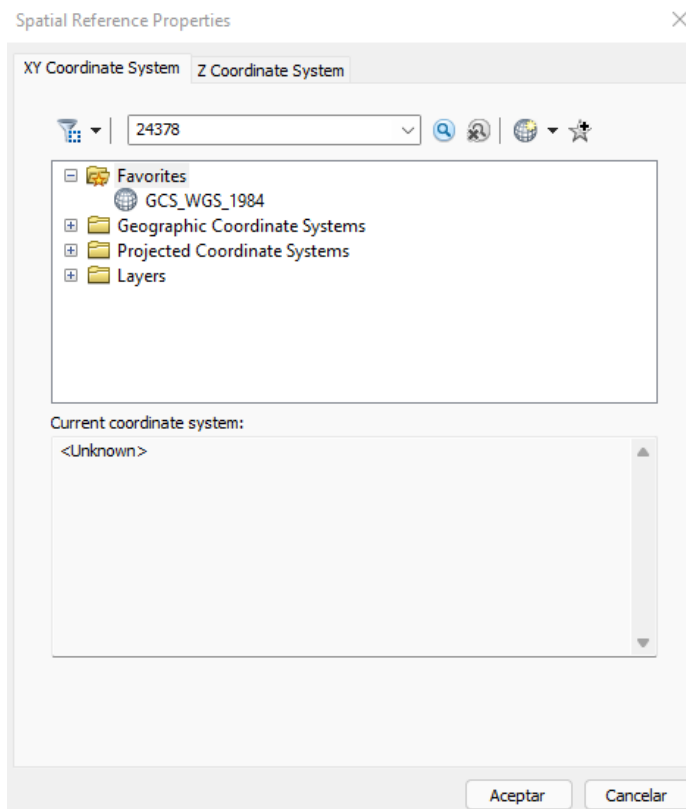 Spatial Reference Properties
XY Coordinate System Z Coordinate System
24378
Favorites
GCS_WGS_1984
Geographic Coordinate Systems
Projected Coordinate Systems
Layers
Current coordinate system:
<Unknown>
Aceptar Cancelar